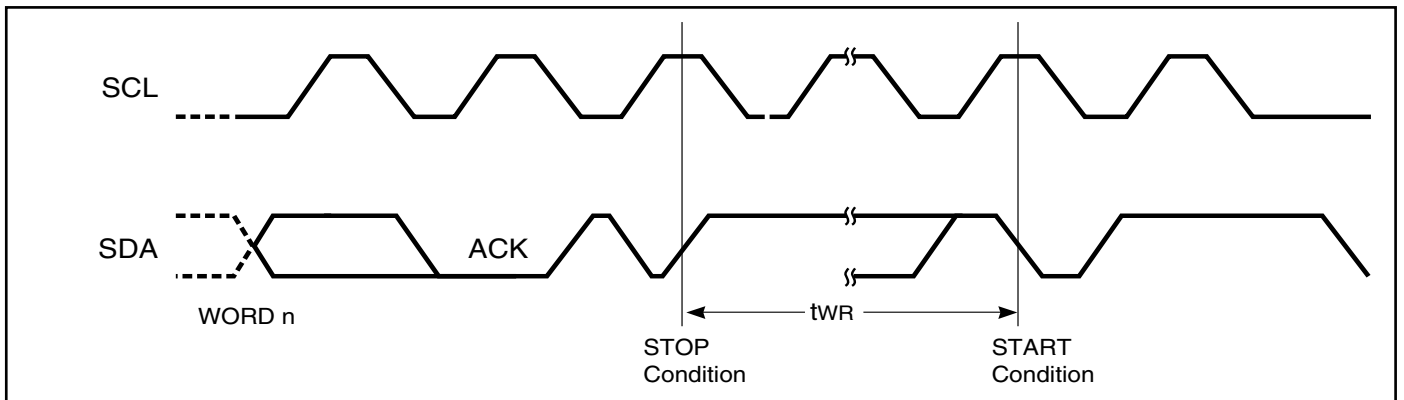 SCL
SDA
ACK
WORD n
tWR
STOP
Condition
START
Condition